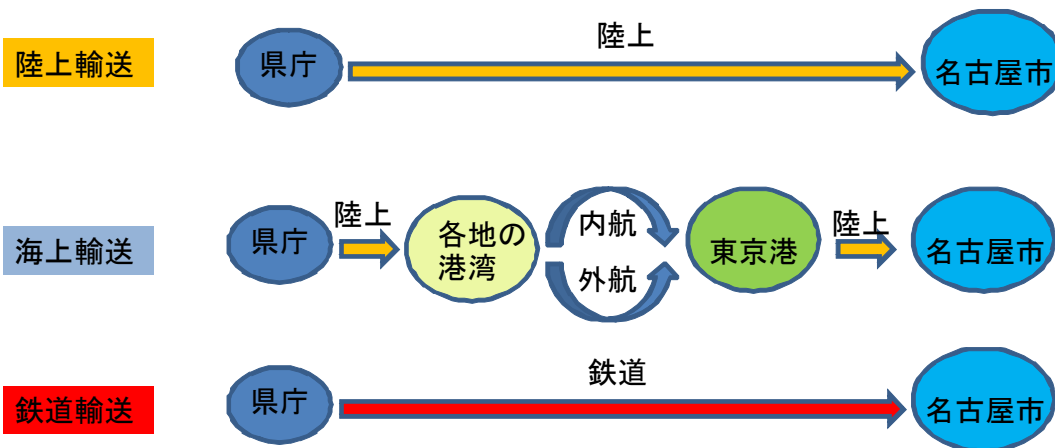 陸上輸送
県庁
陸上
名古屋市
海上輸送
県庁
陸上
各地の
港湾
内航
外航
東京港
陸上
名古屋市
鉄道輸送
県庁
鉄道
名古屋市